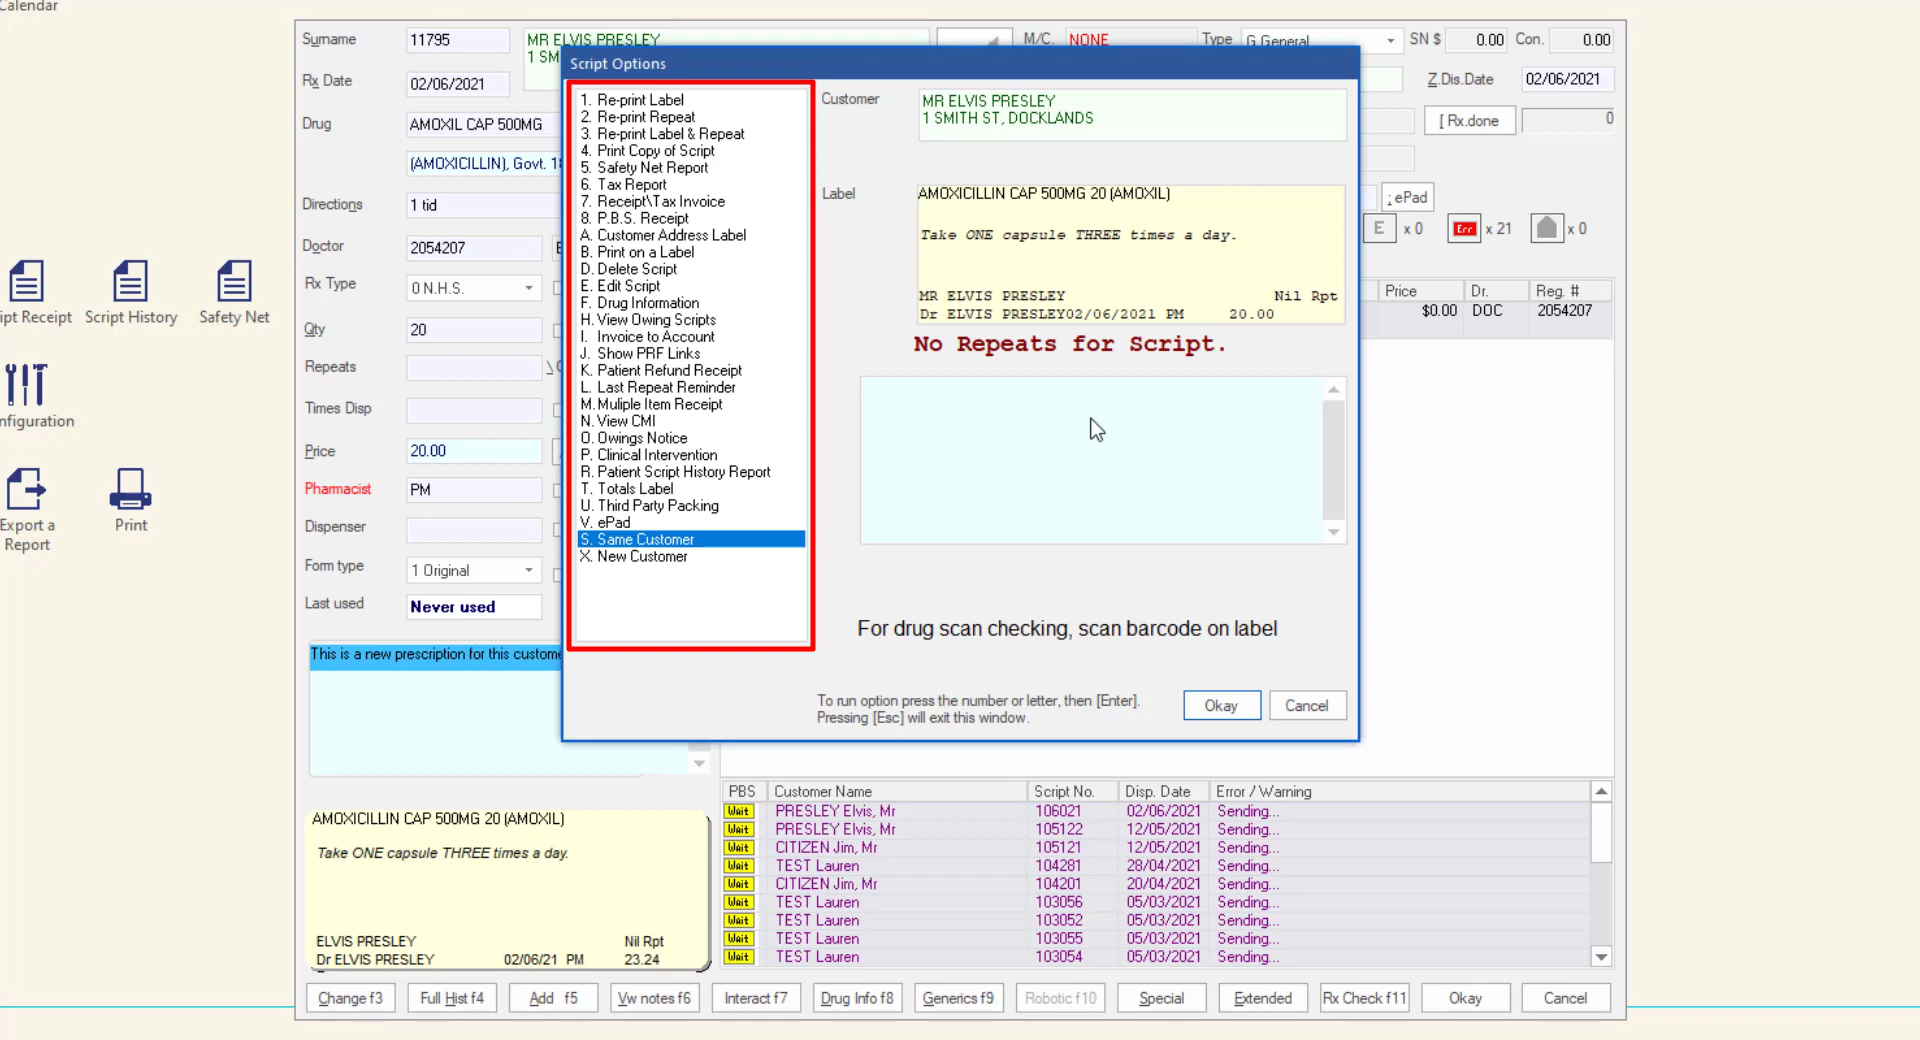 Calendar
Surname
11795
MR ELVIS PRESLEY
1 SM
M/C.
NONE
Type
G General
SN $
0.00
Con.
0.00
Rx Date
02/06/2021
Z.Dis.Date
02/06/2021
Drug
AMOXIL CAP 500MG
[ Rx.done
0
(AMOXICILLIN), Govt. 1
Directions
1 tid
; ePad
Doctor
2054207
E
x 0
Err
x 21
x 0
Rx Type
0 N.H.S.
Price
Dr.
Reg. #
$0.00
DOC
2054207
Qty
20
Repeats
Times Disp
Price
20.00
Pharmacist
PM
Dispenser
Form type
1 Original
Last used
Never used
ipt Receipt
Script History
Safety Net
nfiguration
Export a
Report
Print
This is a new prescription for this custome
Script Options
1. Re-print Label
2. Re-print Repeat
3. Re-print Label & Repeat
4. Print Copy of Script
5. Safety Net Report
6. Tax Report
7. Receipt\Tax Invoice
8. P.B.S. Receipt
A. Customer Address Label
B. Print on a Label
D. Delete Script
E. Edit Script
F. Drug Information
H. View Owing Scripts
I. Invoice to Account
J. Show PRF Links
K. Patient Refund Receipt
L. Last Repeat Reminder
M. Muliple Item Receipt
N. View CMI
O. Owings Notice
P. Clinical Intervention
R. Patient Script History Report
T. Totals Label
U. Third Party Packing
V. ePad
S. Same Customer
X. New Customer
Customer
MR ELVIS PRESLEY
1 SMITH ST, DOCKLANDS
Label
AMOXICILLIN CAP 500MG 20 (AMOXIL)
Take ONE capsule THREE times a day.
MR ELVIS PRESLEY Nil Rpt
Dr ELVIS PRESLEY02/06/2021 PM 20.00
No Repeats for Script.
For drug scan checking, scan barcode on label
To run option press the number or letter, then [Enter].
Pressing [Esc] will exit this window.
Okay
Cancel
AMOXICILLIN CAP 500MG 20 (AMOXIL)
Take ONE capsule THREE times a day.
ELVIS PRESLEY Nil Rpt
Dr ELVIS PRESLEY 02/06/21 PM 23.24
PBS Customer Name Script No. Disp. Date Error / Warning
Wait PRESLEY Elvis, Mr 106021 02/06/2021 Sending...
Wait PRESLEY Elvis, Mr 105122 12/05/2021 Sending...
Wait CITIZEN Jim, Mr 105121 12/05/2021 Sending...
Wait TEST Lauren 104281 28/04/2021 Sending...
Wait CITIZEN Jim, Mr 104201 20/04/2021 Sending...
Wait TEST Lauren 103056 05/03/2021 Sending...
Wait TEST Lauren 103052 05/03/2021 Sending...
Wait TEST Lauren 103055 05/03/2021 Sending...
Wait TEST Lauren 103054 05/03/2021 Sending...
Change f3
Full Hist f4
Add f5
Vw notes f6
Interact f7
Drug Info f8
Generics f9
Robotic f10
Special
Extended
Rx Check f11
Okay
Cancel